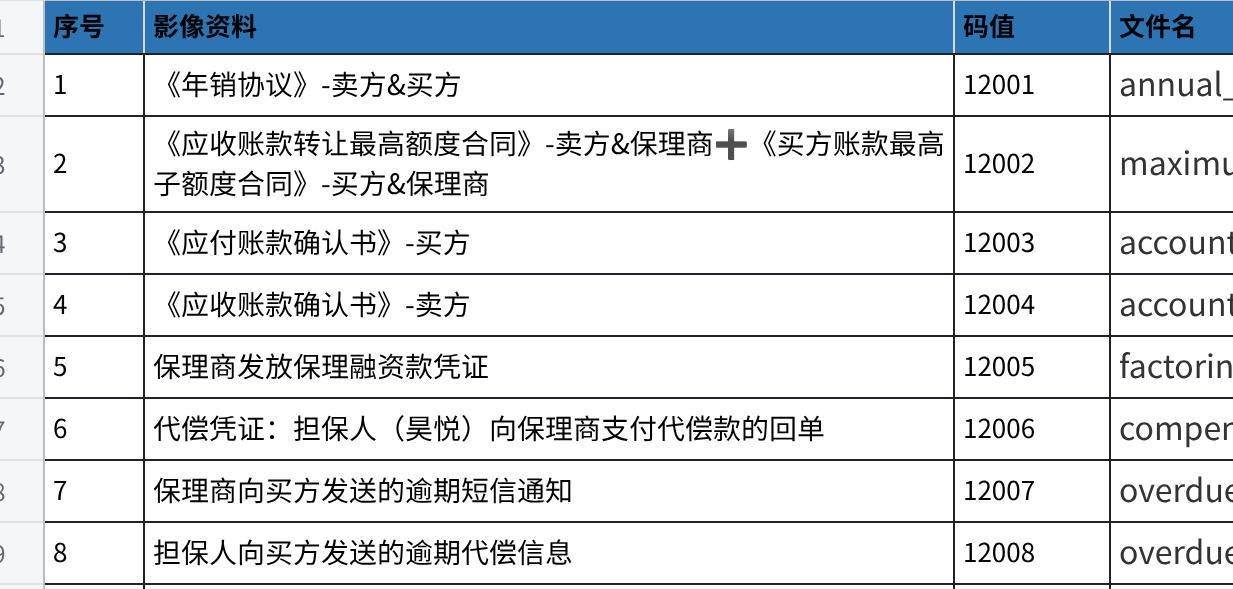 序号 影像资料 码值 文件名
2 1 《年销协议》-卖方&买方 12001 annual_
《应收账款转让最高额度合同》-卖方&保理商➕《买方账款最高
3 2 12002 maximu
子额度合同》-买方&保理商
4 3 《应付账款确认书》-买方 12003 account
5 4 《应收账款确认书》-卖方 12004 account
6 5 保理商发放保理融资款凭证 12005 factorin
7 6 代偿凭证：担保人（昊悦）向保理商支付代偿款的回单 12006 compen
8 7 保理商向买方发送的逾期短信通知 12007 overdue
9 8 担保人向买方发送的逾期代偿信息 12008 overdue